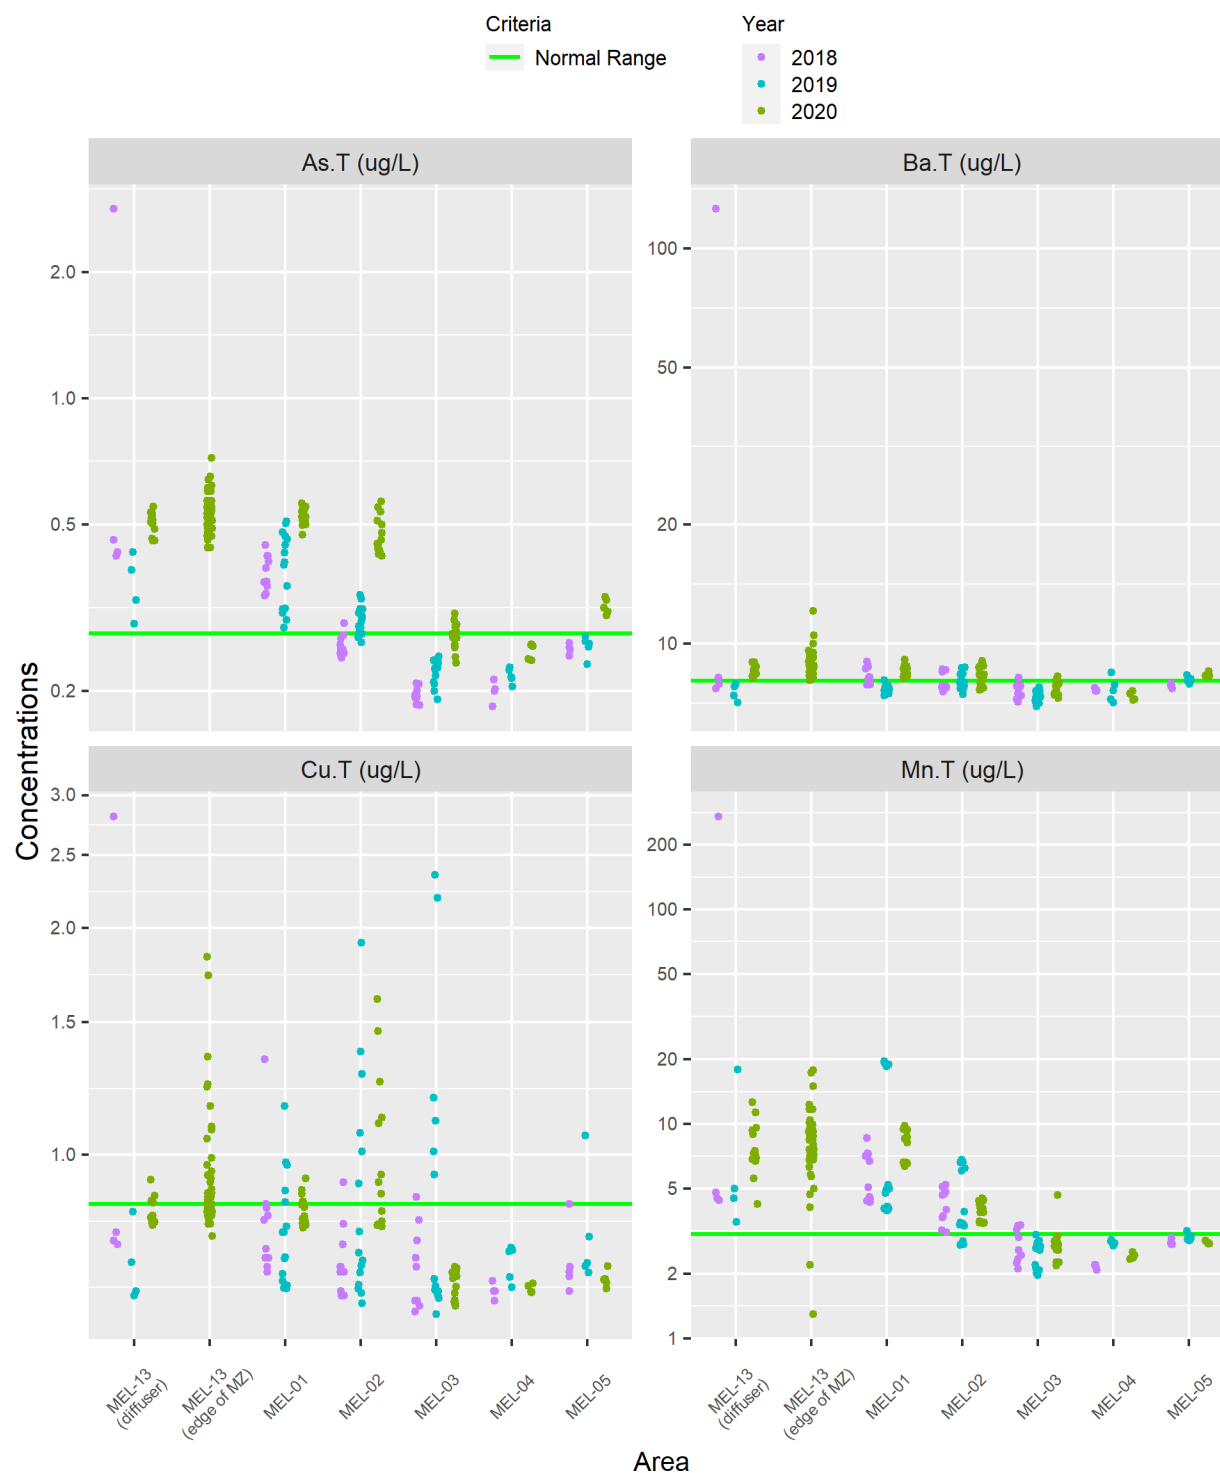 Criteria
Normal Range
Year
2018
2019
2020
As.T (ug/L)
Ba.T (ug/L)
2.0
1.0
0.5
0.2
100
50
20
10
Concentrations
Cu.T (ug/L)
Mn.T (ug/L)
3.0
2.5
2.0
1.5
1.0
200
100
50
20
10
5
2
1
MEL-13
(diffuser)
MEL-13
(edge of MZ)
MEL-01
MEL-02
MEL-03
MEL-04
MEL-05
MEL-13
(diffuser)
MEL-13
(edge of MZ)
MEL-01
MEL-02
MEL-03
MEL-04
MEL-05
Area